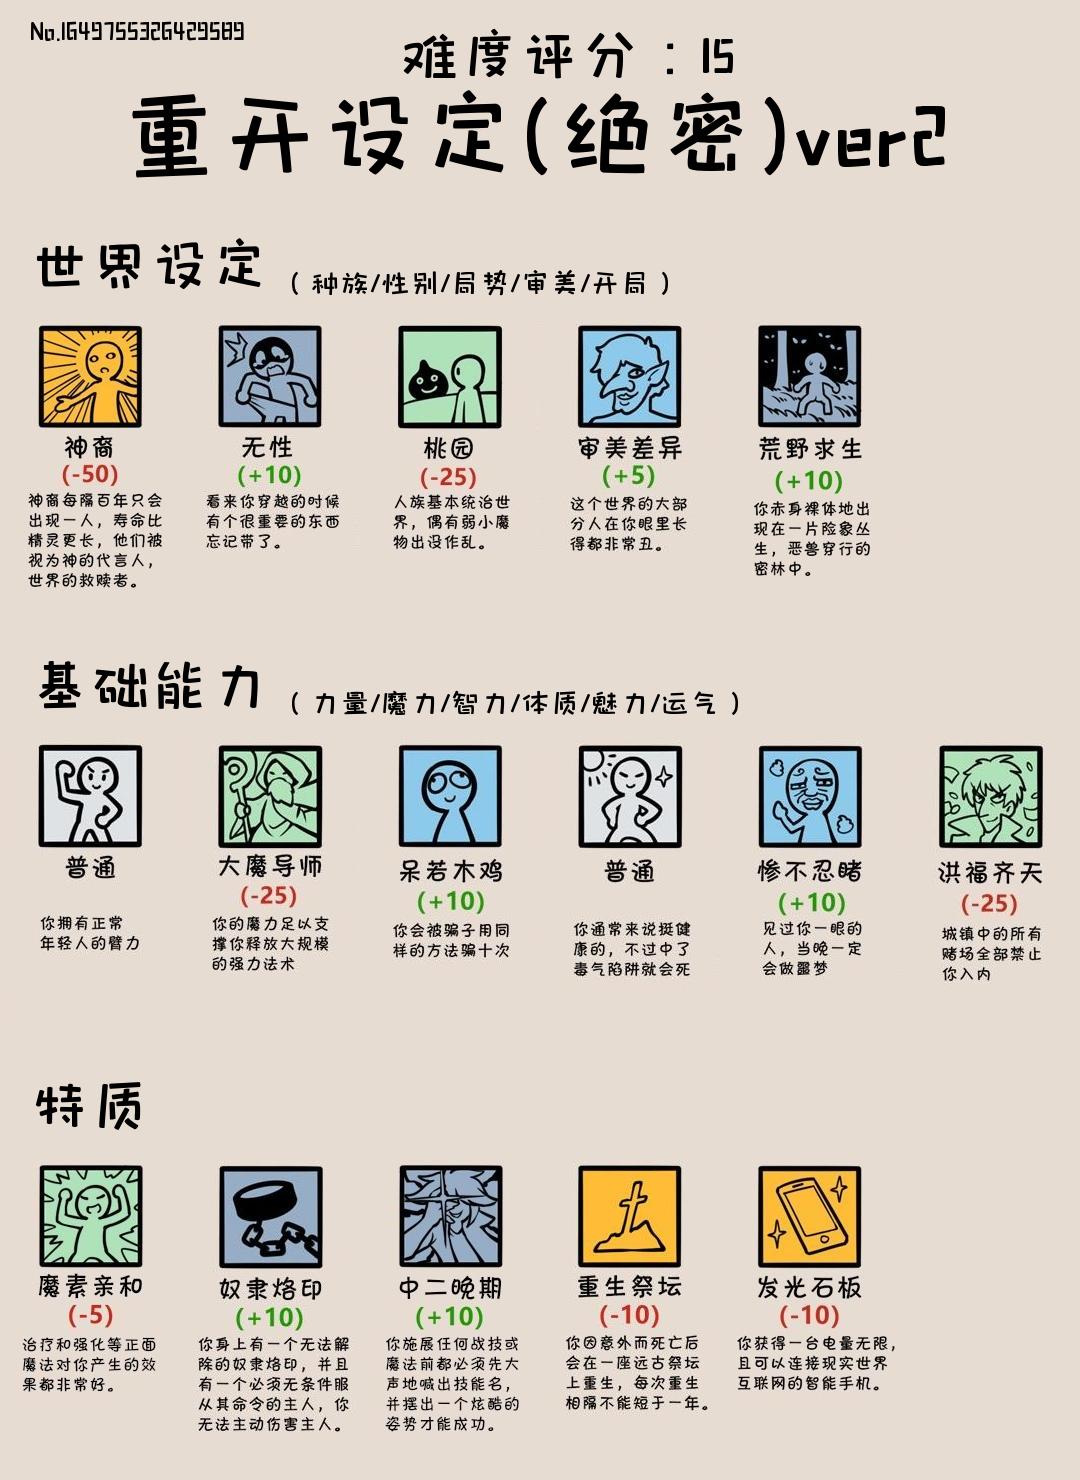 No.1649755326429589
难度评分：15
重开设定(绝密)ver2
世界设定 （种族/性别/局势/审美/开局）
神裔
(-50)
神裔每隔百年只会
出现一人，寿命比
精灵更长，他们被
视为神的代言人，
世界的救赎者。
无性
(+10)
看来你穿越的时候
有个很重要的东西
忘记带了。
桃园
(-25)
人族基本统治世
界，偶有弱小魔
物出没作乱。
审美差异
(+5)
这个世界的大部
分人在你眼里长
得都非常丑。
荒野求生
(+10)
你赤身裸体地出
现在一片险象丛
生，恶兽穿行的
密林中。
基础能力 （力量/魔力/智力/体质/魅力/运气）
普通
你拥有正常
年轻人的臂力
大魔导师
(-25)
你的魔力足以支
撑你释放大规模
的强力法术
呆若木鸡
(+10)
你会被骗子用同
样的方法骗十次
普通
你通常来说挺健
康的，不过中了
毒气陷阱就会死
惨不忍睹
(+10)
见过你一眼的
人，当晚一定
会做噩梦
洪福齐天
(-25)
城镇中的所有
赌场全部禁止
你入内
特质
魔素亲和
(-5)
治疗和强化等正面
魔法对你产生的效
果都非常好。
奴隶烙印
(+10)
你身上有一个无法解
除的奴隶烙印，并且
有一个必须无条件服
从其命令的主人，你
无法主动伤害主人。
中二晚期
(+10)
你施展任何战技或
魔法前都必须先大
声地喊出技能名，
并摆出一个炫酷的
姿势才能成功。
重生祭坛
(-10)
你因意外而死亡后
会在一座远古祭坛
上重生，每次重生
相隔不能短于一年。
发光石板
(-10)
你获得一台电量无限，
且可以连接现实世界
互联网的智能手机。